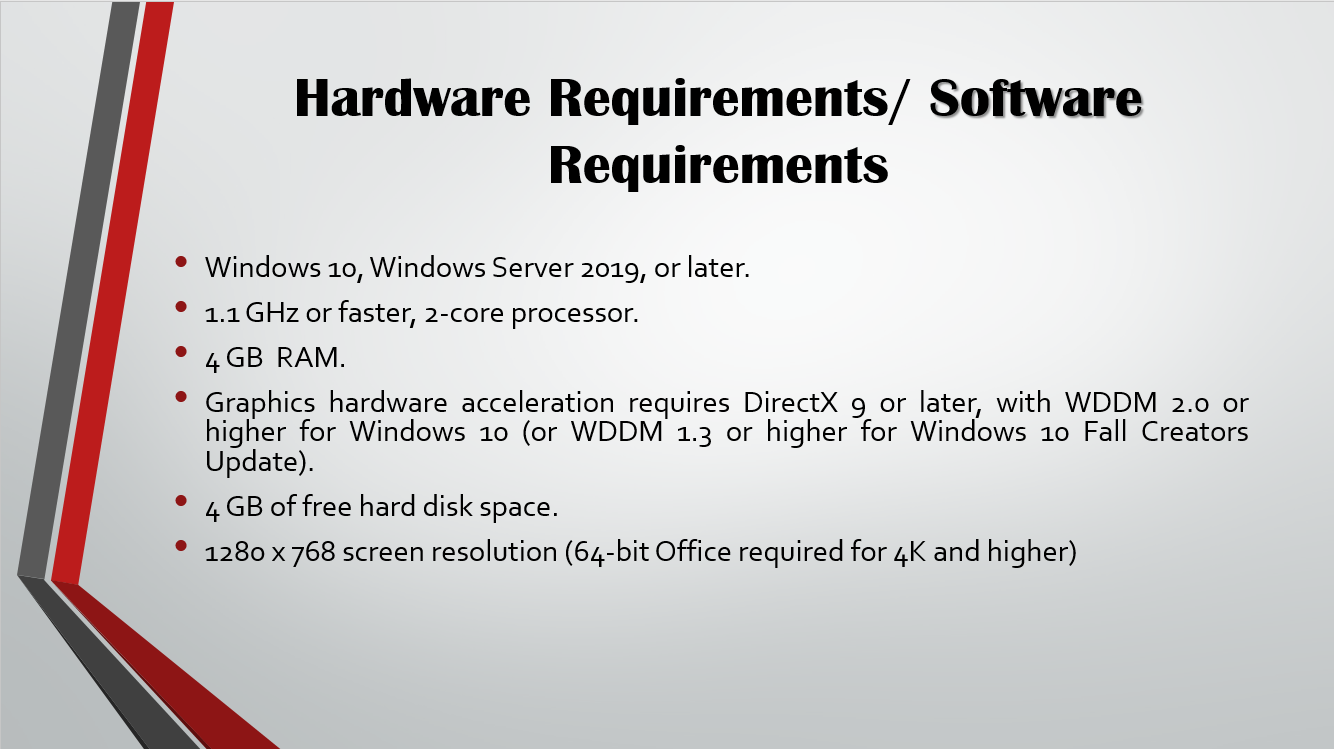 Hardware Requirements/ Software
Requirements
• Windows 10, Windows Server 2019, or later.
• 1.1 GHz or faster, 2-core processor.
• 4 GB  RAM.
• Graphics hardware acceleration requires DirectX 9 or later, with WDDM 2.0 or
higher for Windows 10 (or WDDM 1.3 or higher for Windows 10 Fall Creators
Update).
• 4 GB of free hard disk space.
• 1280 x 768 screen resolution (64-bit Office required for 4K and higher)